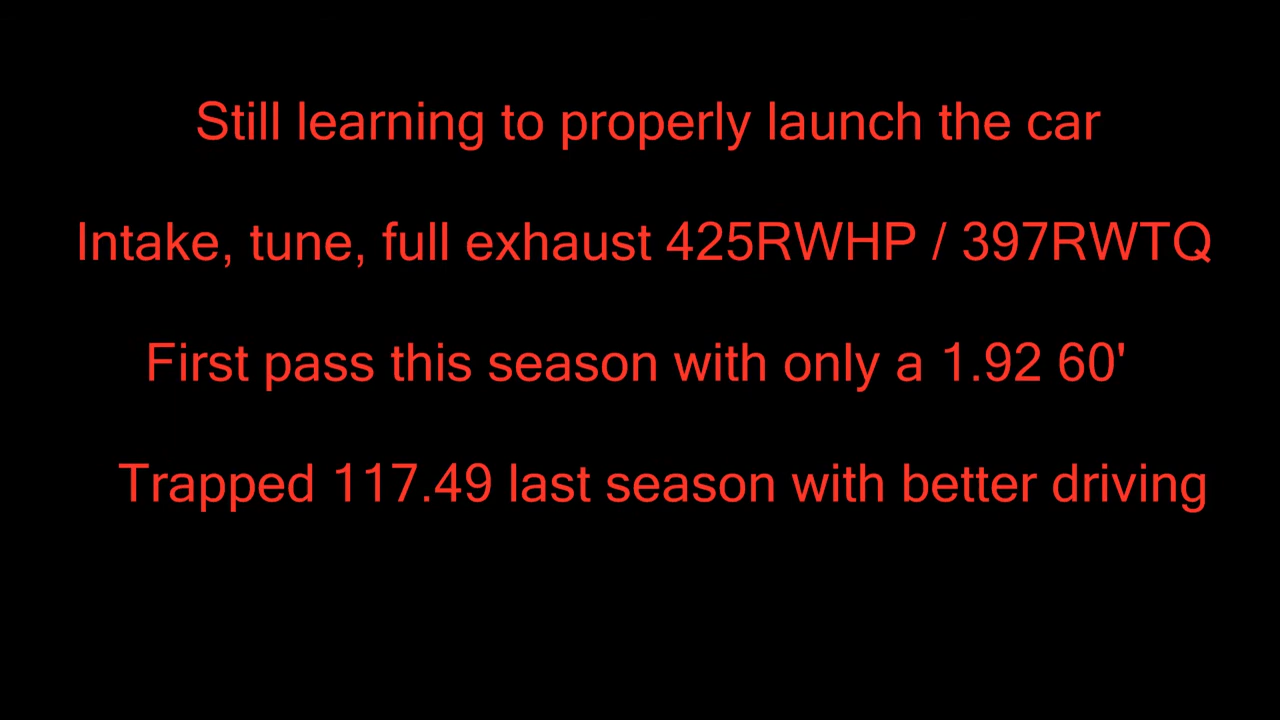 Still learning to properly launch the car
Intake, tune, full exhaust 425RWHP / 397RWTQ
First pass this season with only a 1.92 60'
Trapped 117.49 last season with better driving